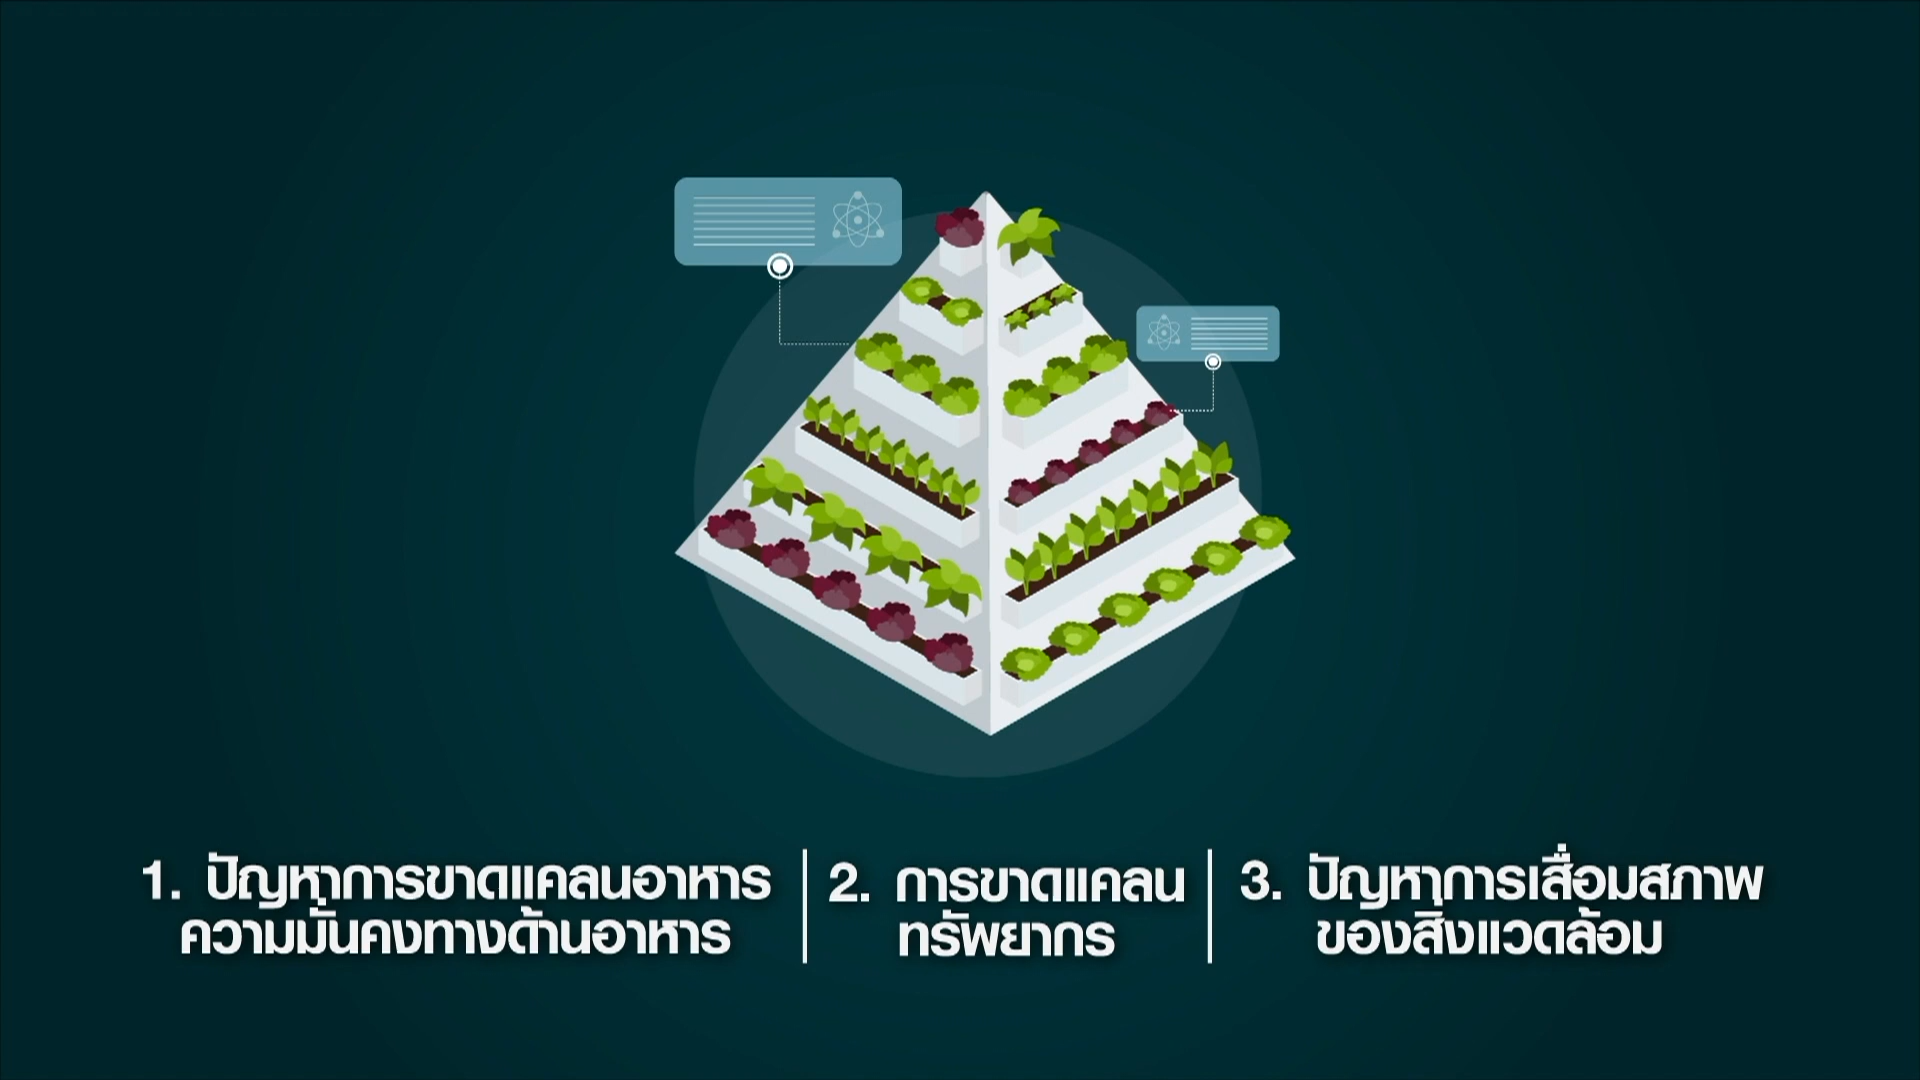 1. ปัญหาการขาดแคลนอาหาร
ความมั่นคงทางด้านอาหาร
2. การขาดแคลน
ทรัพยากร
3. ปัญหาการเสื่อมสภาพ
ของสิ่งแวดล้อม